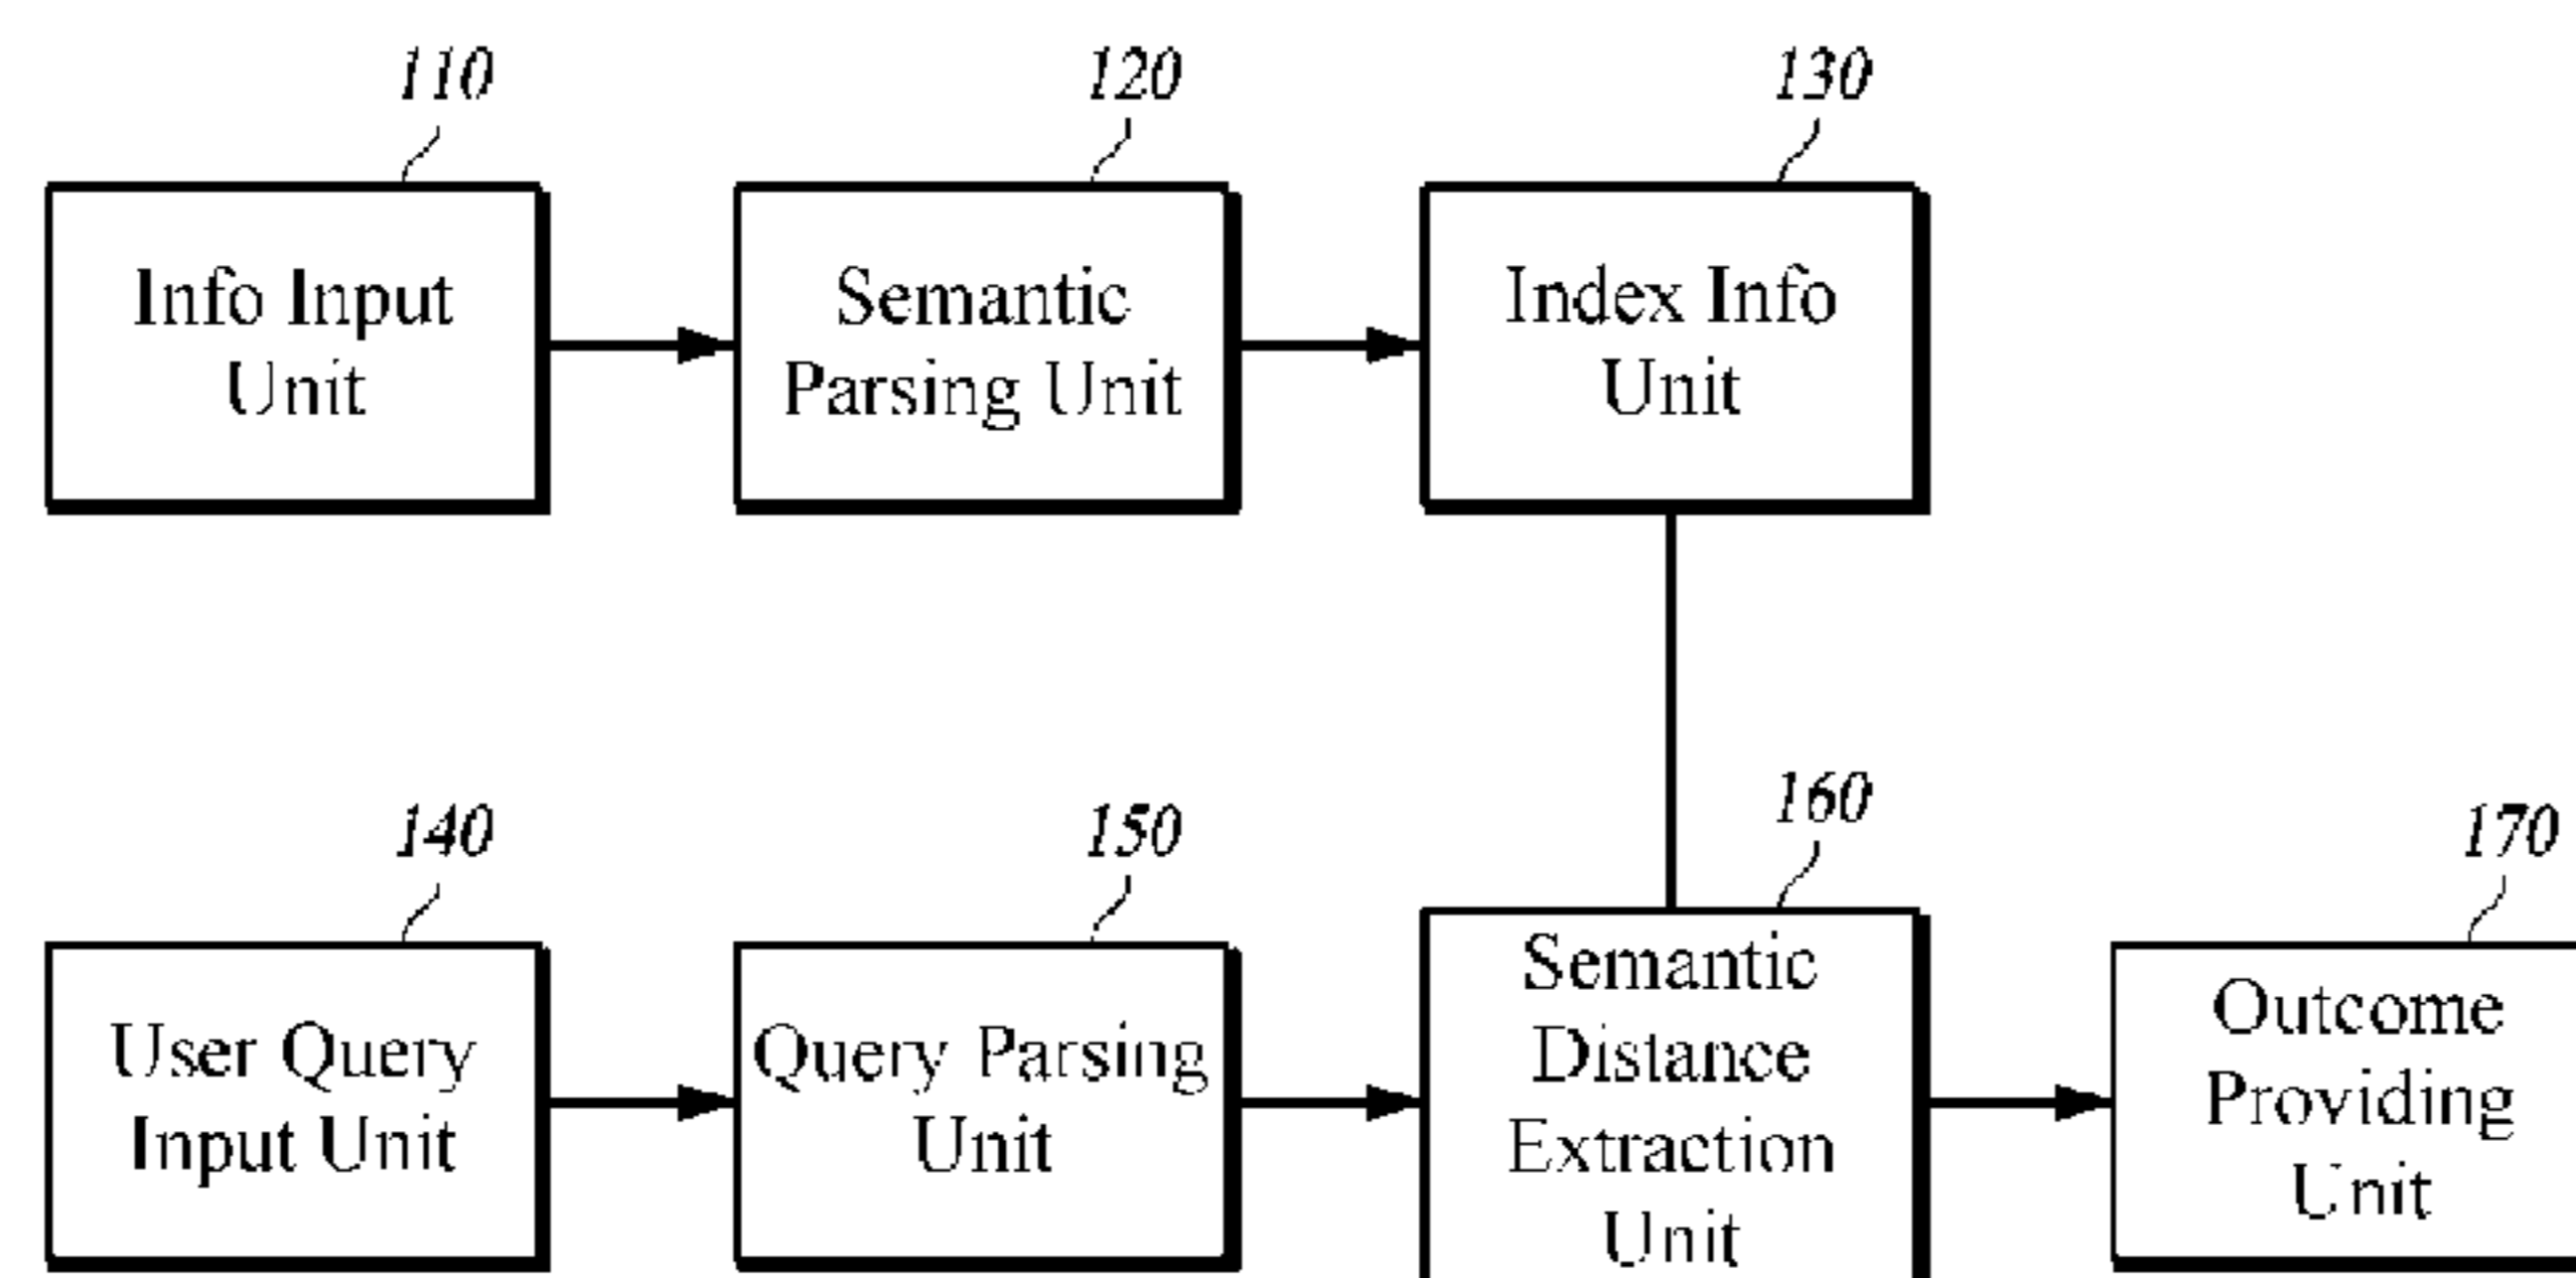 110
120
130
Info Input
Unit
Semantic
Parsing Unit
Index Info
Unit
140
150
160
170
User Query
Input Unit
Query Parsing
Unit
Semantic
Distance
Extraction
Unit
Outcome
Providing
Unit